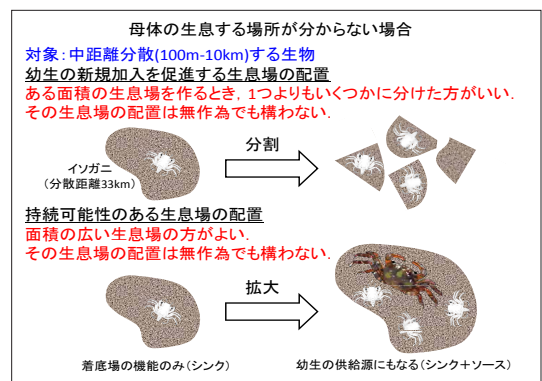 母体の生息する場所が分からない場合
対象：中距離分散(100m-10km)する生物
幼生の新規加入を促進する生息場の配置
ある面積の生息場を作るとき，1つよりもいくつかに分けた方がいい．
その生息場の配置は無作為でも構わない．
分割
イソガニ
（分散距離33km）
持続可能性のある生息場の配置
面積の広い生息場の方がよい．
その生息場の配置は無作為でも構わない．
拡大
着底場の機能のみ（シンク）
幼生の供給源にもなる（シンク＋ソース）